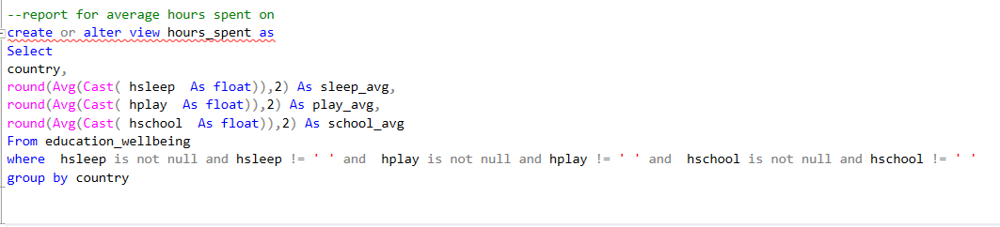 --report for average hours spent on
create or alter view hours_spent as
Select
country,
round(Avg(Cast( hsleep  As float)),2) As sleep_avg,
round(Avg(Cast( hplay  As float)),2) As play_avg,
round(Avg(Cast( hschool  As float)),2) As school_avg
From education_wellbeing
where  hsleep is not null and hsleep != ' ' and  hplay is not null and hplay != ' ' and  hschool is not null and hschool != ' '
group by country